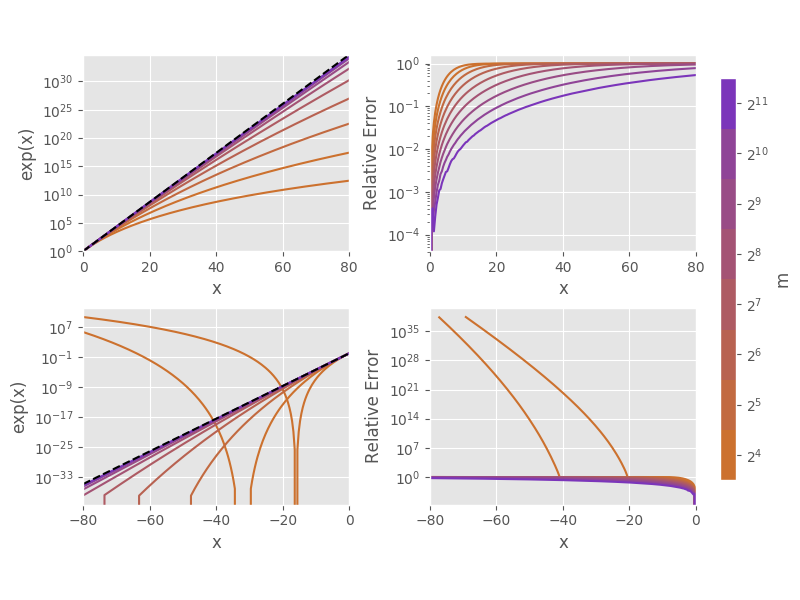 10^30
10^25
10^20
10^15
10^10
10^5
10^0
exp(x)
0 20 40 60 80
x
10^0
10^−1
10^−2
10^−3
10^−4
Relative Error
0 20 40 60 80
x
10^7
10^−1
10^−9
10^−17
10^−25
10^−33
exp(x)
−80 −60 −40 −20 0
x
10^35
10^28
10^21
10^14
10^7
10^0
Relative Error
−80 −60 −40 −20 0
x
2^11
2^10
2^9
2^8
2^7
2^6
2^5
2^4
m